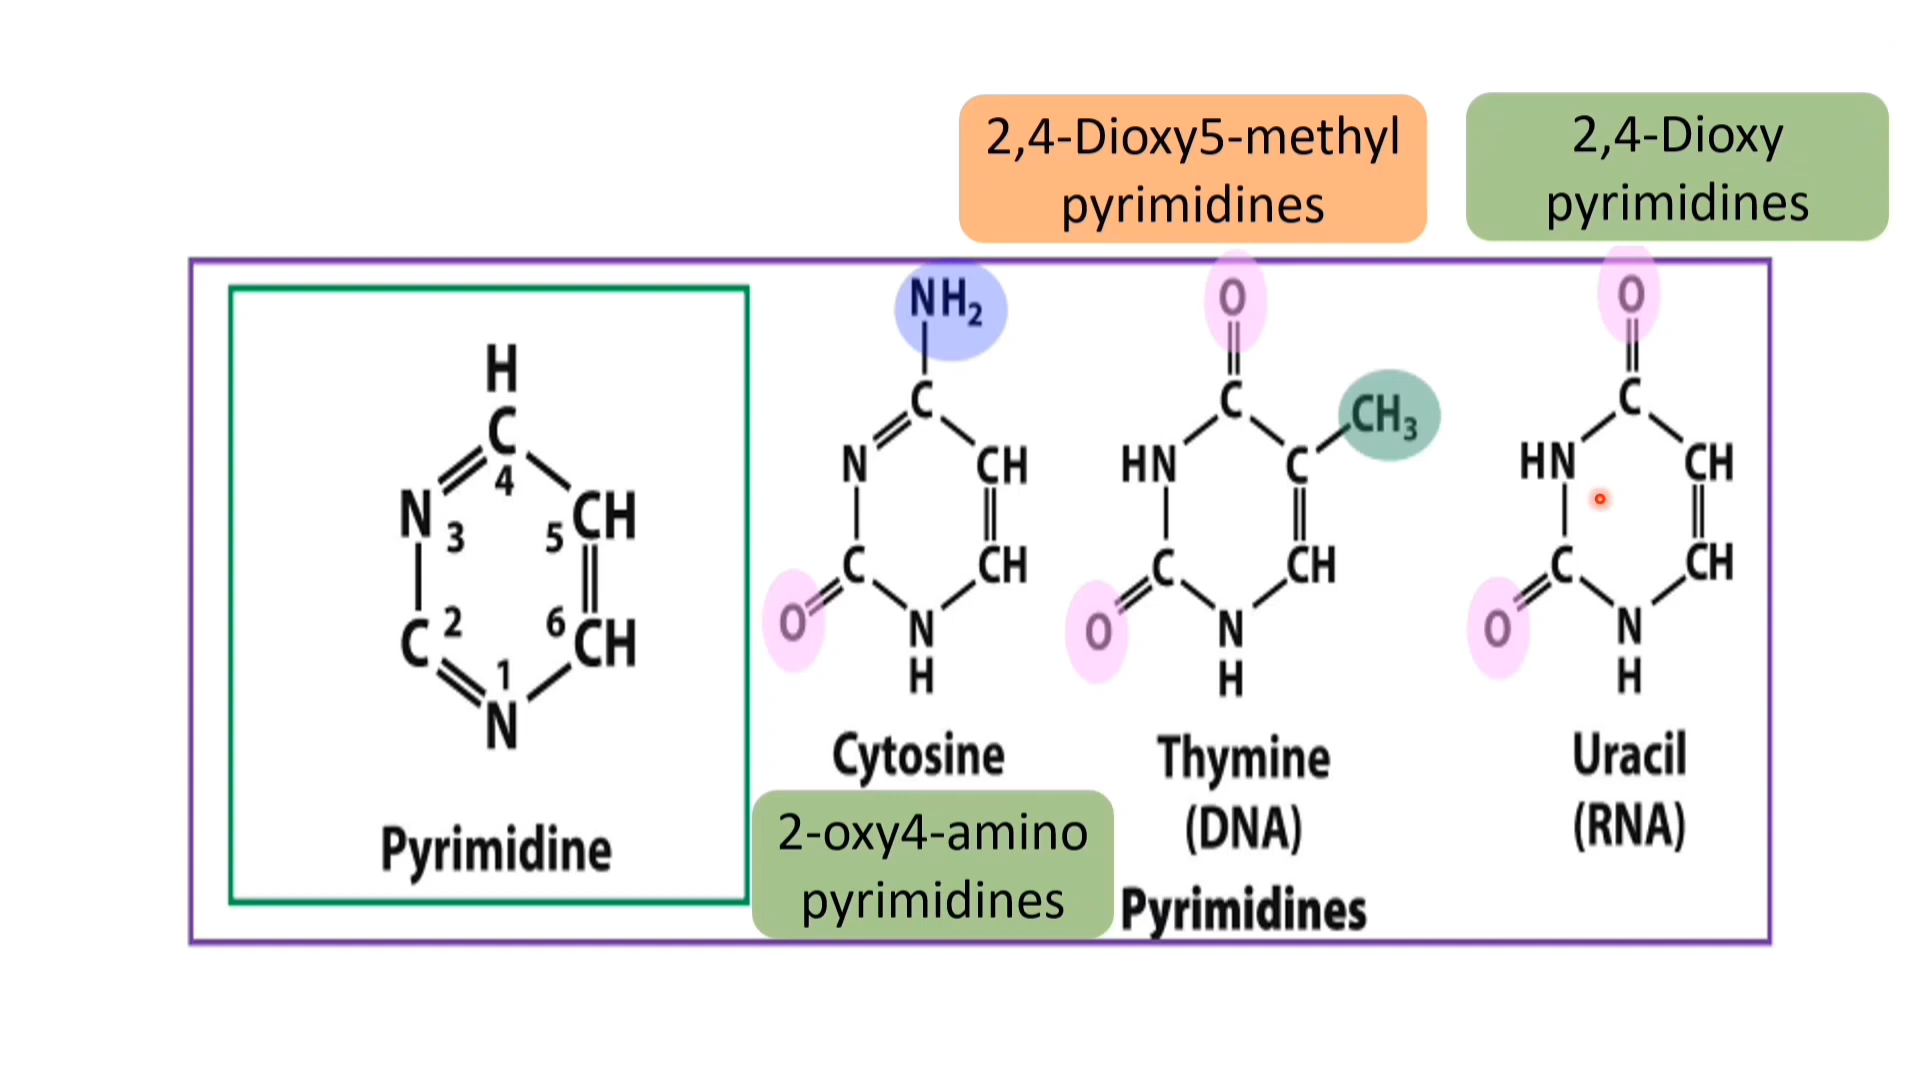 2,4-Dioxy5-methyl
pyrimidines
2,4-Dioxy
pyrimidines
H
C
4
N
3
5
CH
C
2
6
CH
1
N
Pyrimidine
NH2
C
N
CH
C
CH
O
N
H
Cytosine
2-oxy4-amino
pyrimidines
O
C
CH3
HN
C
C
CH
O
N
H
Thymine
(DNA)
O
C
HN
CH
C
CH
O
N
H
Uracil
(RNA)
Pyrimidines